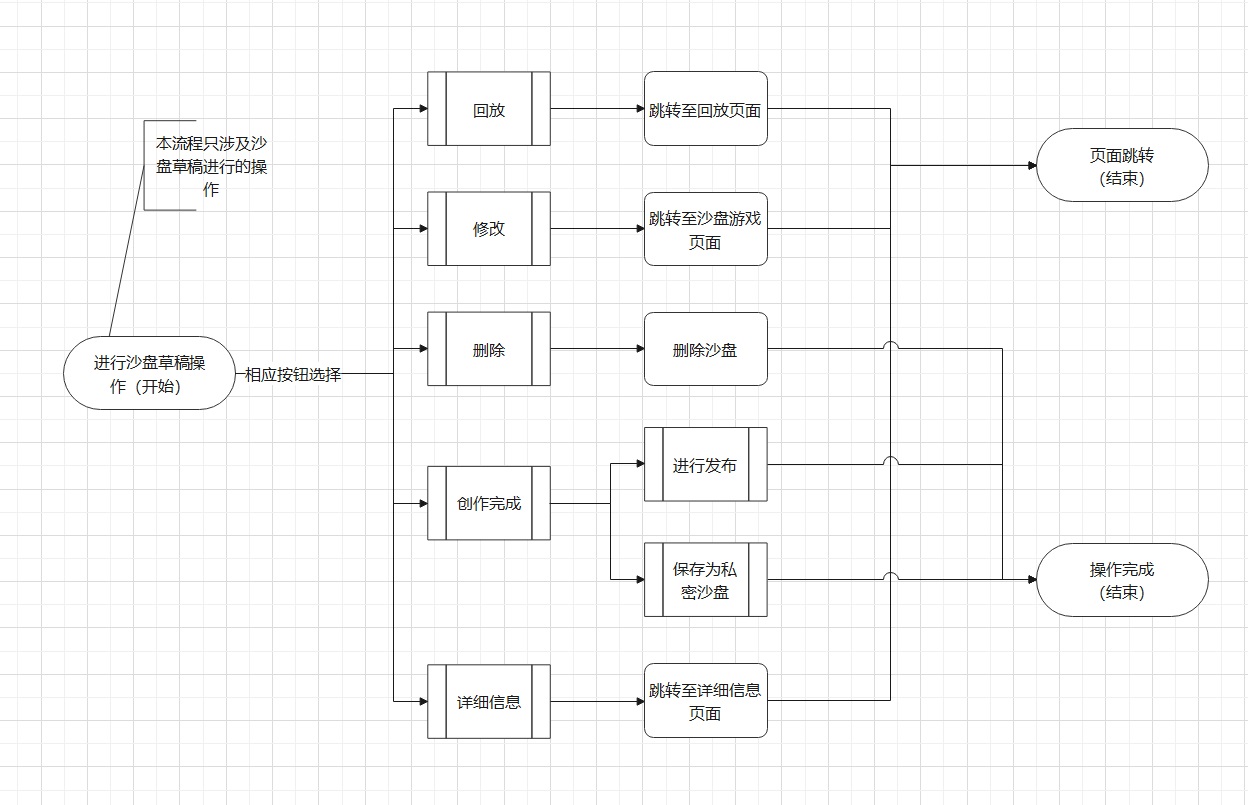 回放
跳转至回放页面
本流程只涉及沙
盘草稿进行的操
作
页面跳转
（结束）
修改
跳转至沙盘游戏
页面
进行沙盘草稿操
作（开始）
相应按钮选择
删除
删除沙盘
创作完成
进行发布
保存为私
密沙盘
操作完成
（结束）
详细信息
跳转至详细信息
页面